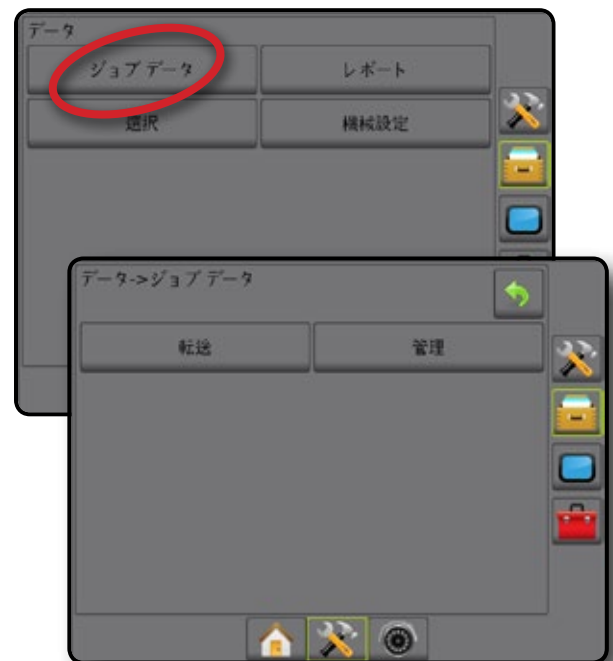 データ
ジョブ データ レポート
選択 機械設定
データ->ジョブ データ
転送 管理